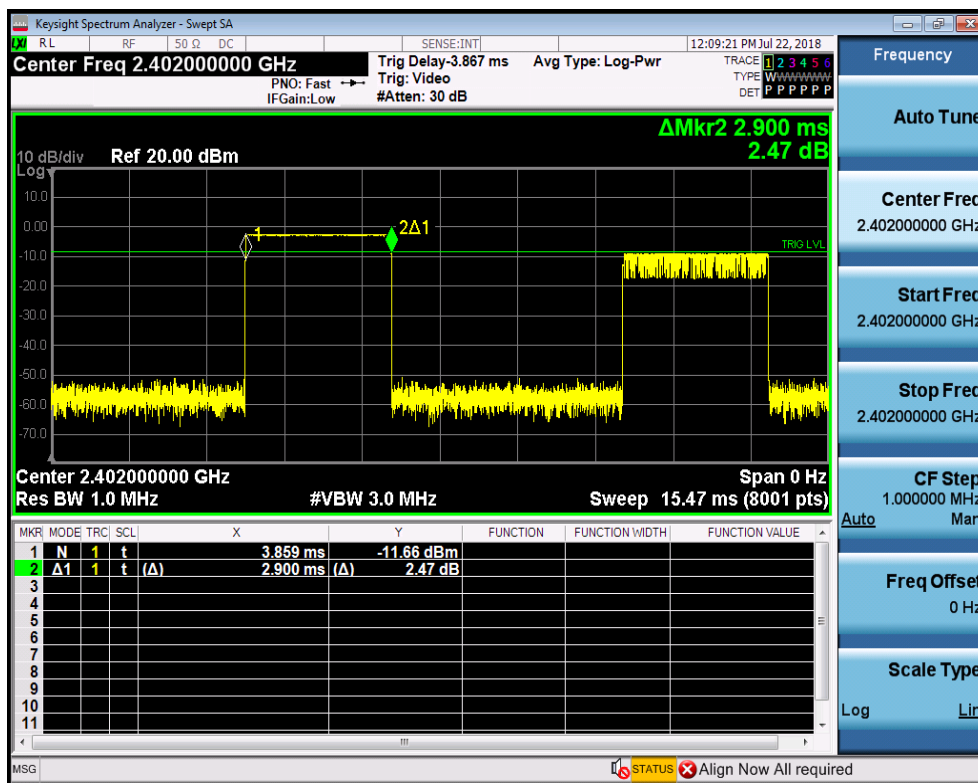 Keysight Spectrum Analyzer - Swept SA
LXI RL RF 50 Ω DC SENSE:INT 12:09:21 PM Jul 22, 2018
Center Freq 2.402000000 GHz
PNO: Fast
IFGain:Low
Trig Delay-3.867 ms
Trig: Video
#Atten: 30 dB
Avg Type: Log-Pwr
TRACE 1 2 3 4 5 6
TYPE WWWWWW
DET P P P P P P
ΔMkr2 2.900 ms
2.47 dB
10 dB/div Ref 20.00 dBm
Log
10.0
0.00
-10.0
-20.0
-30.0
-40.0
-50.0
-60.0
-70.0
1
2Δ1
TRIG LVL
Center 2.402000000 GHz Span 0 Hz
Res BW 1.0 MHz #VBW 3.0 MHz Sweep 15.47 ms (8001 pts)
MKR MODE TRC SCL X Y FUNCTION FUNCTION WIDTH FUNCTION VALUE
1 N 1 t 3.859 ms -11.66 dBm
2 Δ1 1 t (Δ) 2.900 ms (Δ) 2.47 dB
3
4
5
6
7
8
9
10
11
MSG STATUS Align Now All required
Frequency
Auto Tune
Center Freq
2.402000000 GHz
Start Freq
2.402000000 GHz
Stop Freq
2.402000000 GHz
CF Step
1.000000 MHz
Auto Man
Freq Offset
0 Hz
Scale Type
Log Lin